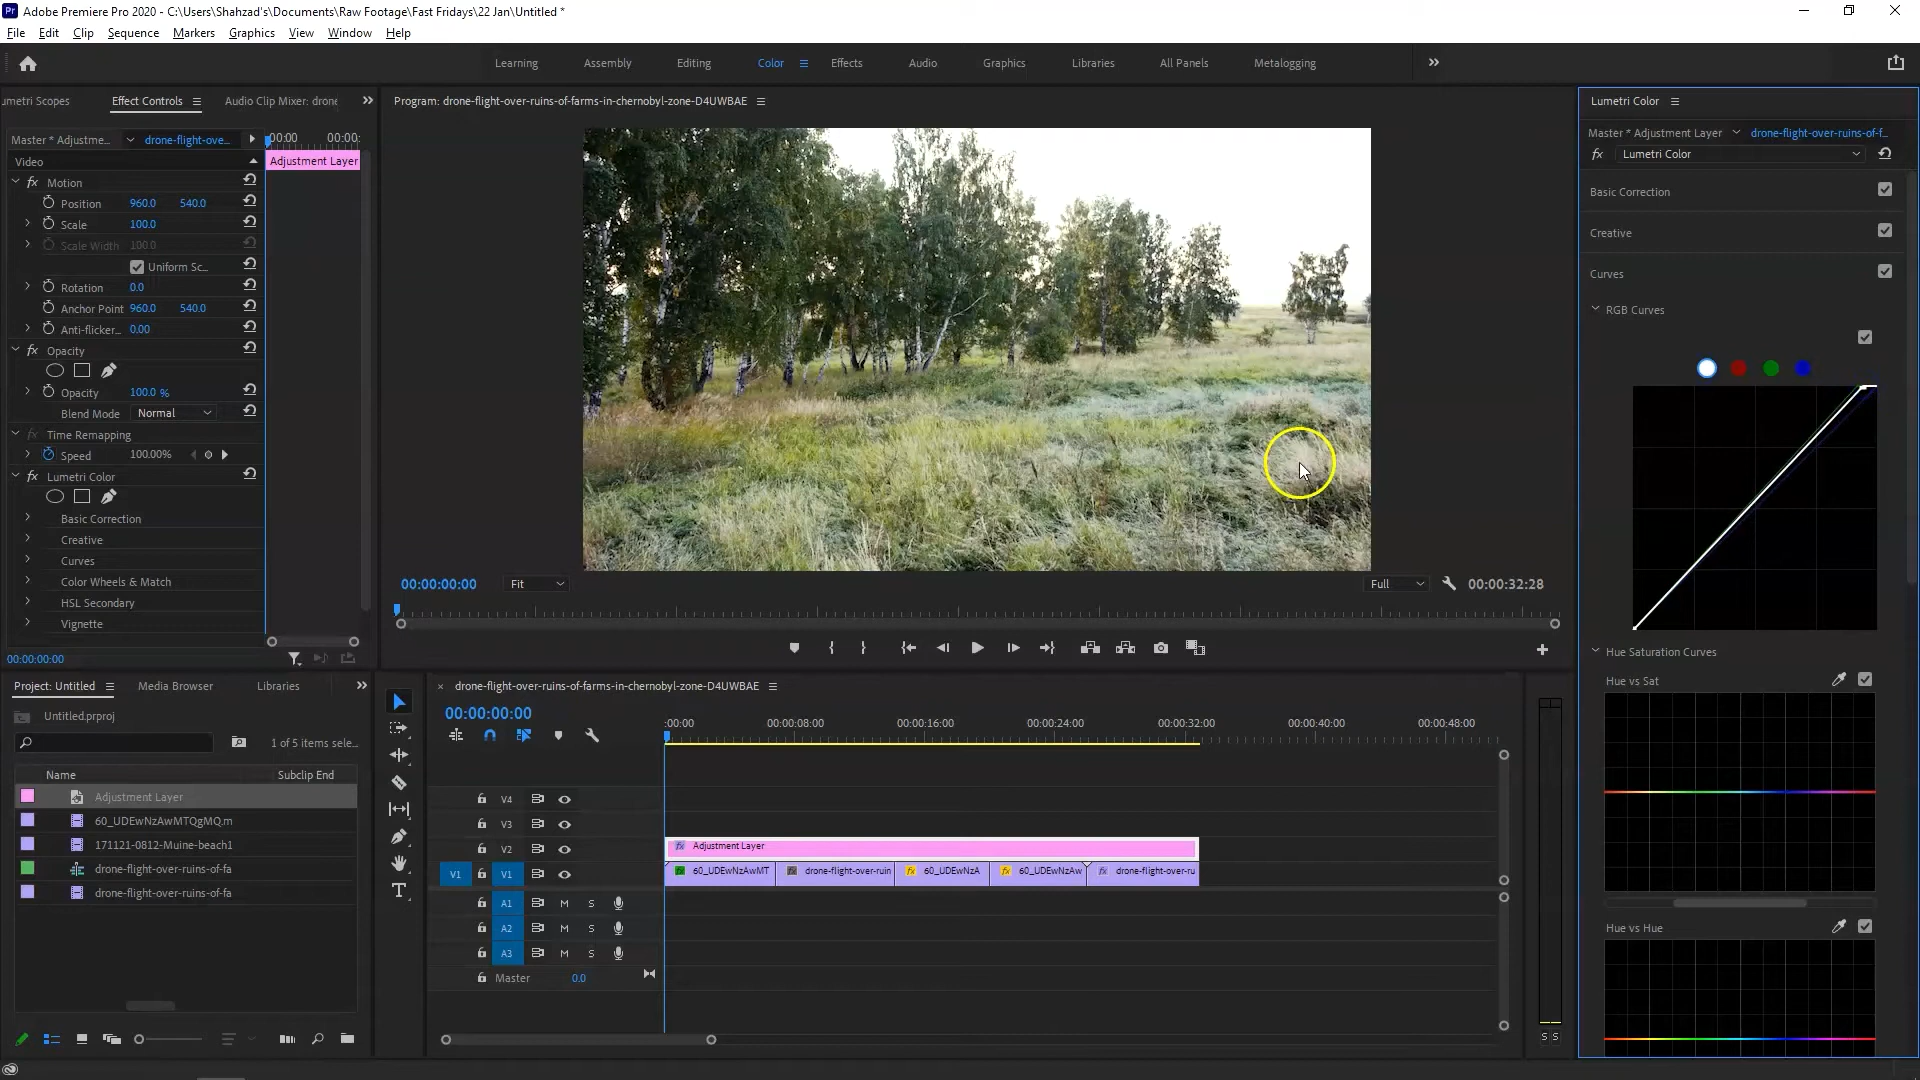 Pr Adobe Premiere Pro 2020 - C:\Users\Shahzad's\Documents\Raw Footage\Fast Fridays\22 Jan\Untitled *
File Edit Clip Sequence Markers Graphics View Window Help
Learning Assembly Editing Color Effects Audio Graphics Libraries All Panels Metalogging
umetri Scopes Effect Controls Audio Clip Mixer: drone
Program: drone-flight-over-ruins-of-farms-in-chernobyl-zone-D4UWBAE
Lumetri Color
Master * Adjustme... drone-flight-ove... 00:00 00:00:
Master * Adjustment Layer drone-flight-over-ruins-of-f...
Video Adjustment Layer
fx Lumetri Color
fx Motion
Position 960.0 540.0
Scale 100.0
Scale Width 100.0
Uniform Sc...
Rotation 0.0
Anchor Point 960.0 540.0
Anti-flicker... 0.00
fx Opacity
Opacity 100.0 %
Blend Mode Normal
fx Time Remapping
Speed 100.00%
fx Lumetri Color
Basic Correction
Creative
Curves
Color Wheels & Match
HSL Secondary
Vignette
00:00:00:00
Basic Correction
Creative
Curves
RGB Curves
Hue Saturation Curves
Hue vs Sat
Hue vs Hue
00:00:00:00 Fit Full 00:00:32:28
Project: Untitled Media Browser Libraries
Untitled.prproj
1 of 5 items sele...
Name Subclip End
Adjustment Layer
60_UDEwNzAwMTQgMQ.m
171121-0812-Muine-beach1
drone-flight-over-ruins-of-fa
drone-flight-over-ruins-of-fa
× drone-flight-over-ruins-of-farms-in-chernobyl-zone-D4UWBAE
00:00:00:00
:00:00 00:00:08:00 00:00:16:00 00:00:24:00 00:00:32:00 00:00:40:00 00:00:48:00
V4
V3
V2 fx Adjustment Layer
V1 V1 fx 60_UDEwNzAwMT fx drone-flight-over-ruin fx 60_UDEwNzA fx 60_UDEwNzAw fx drone-flight-over-ru
A1 M S
A2 M S
A3 M S
Master 0.0
S S